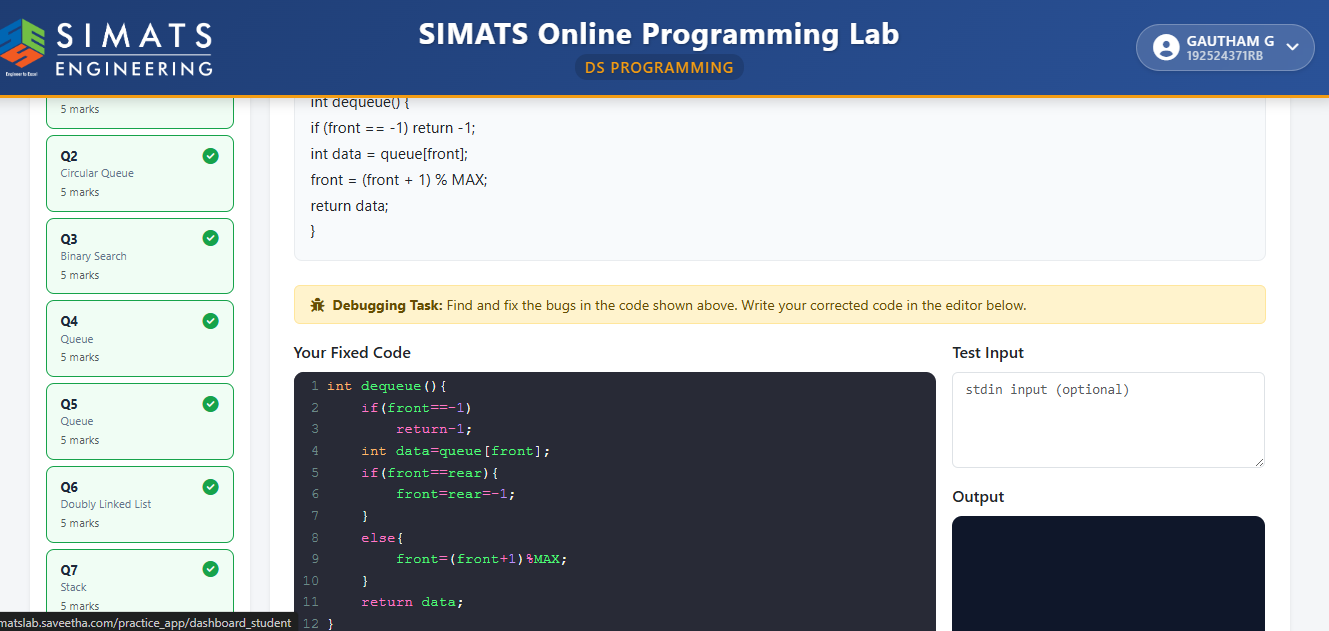 SIMATS
ENGINEERING
Engineer to Excel
SIMATS Online Programming Lab
DS PROGRAMMING
GAUTHAM G
192524371RB
5 marks
Q2
Circular Queue
5 marks
Q3
Binary Search
5 marks
Q4
Queue
5 marks
Q5
Queue
5 marks
Q6
Doubly Linked List
5 marks
Q7
Stack
5 marks
matslab.saveetha.com/practice_app/dashboard_student
int dequeue() {
if (front == -1) return -1;
int data = queue[front];
front = (front + 1) % MAX;
return data;
}
Debugging Task: Find and fix the bugs in the code shown above. Write your corrected code in the editor below.
Your Fixed Code
1 int dequeue(){
2     if(front==-1)
3         return-1;
4     int data=queue[front];
5     if(front==rear){
6         front=rear=-1;
7     }
8     else{
9         front=(front+1)%MAX;
10     }
11     return data;
12 }
Test Input
stdin input (optional)
Output